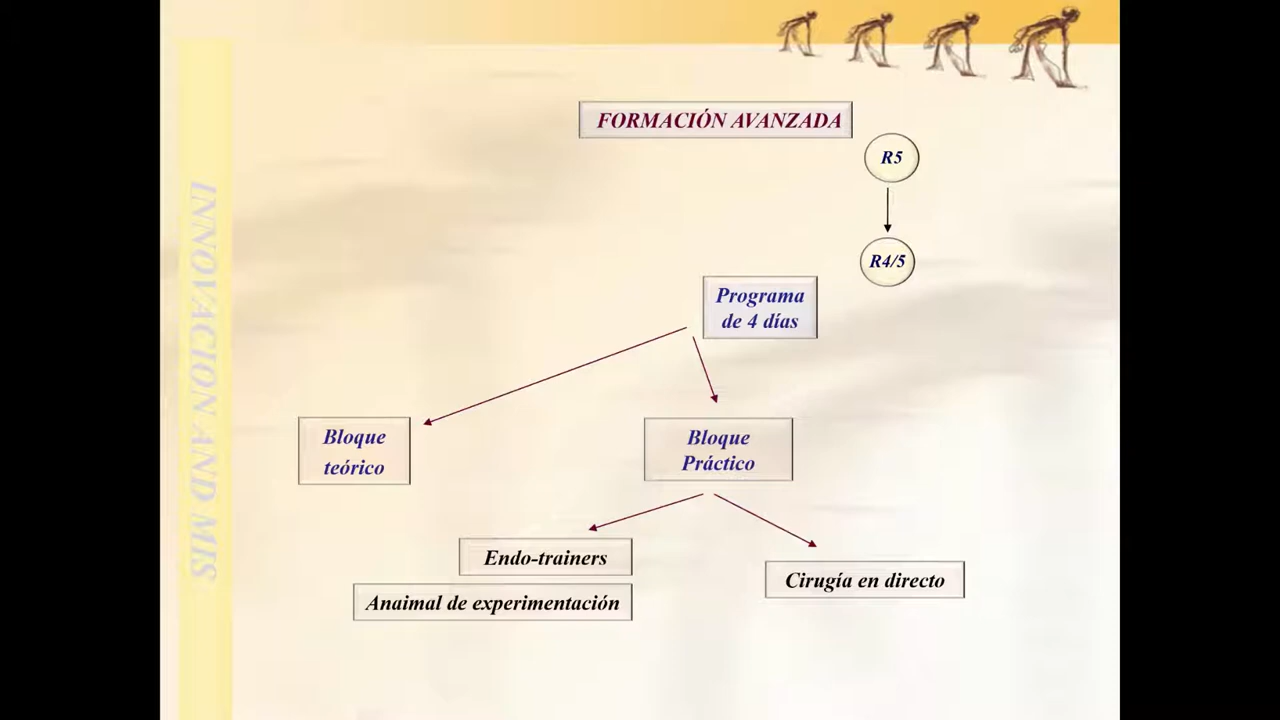 FORMACIÓN AVANZADA
R5
R4/5
Programa
de 4 días
Bloque
teórico
Bloque
Práctico
Endo-trainers
Anaimal de experimentación
Cirugía en directo
INNOVACION AND MIS